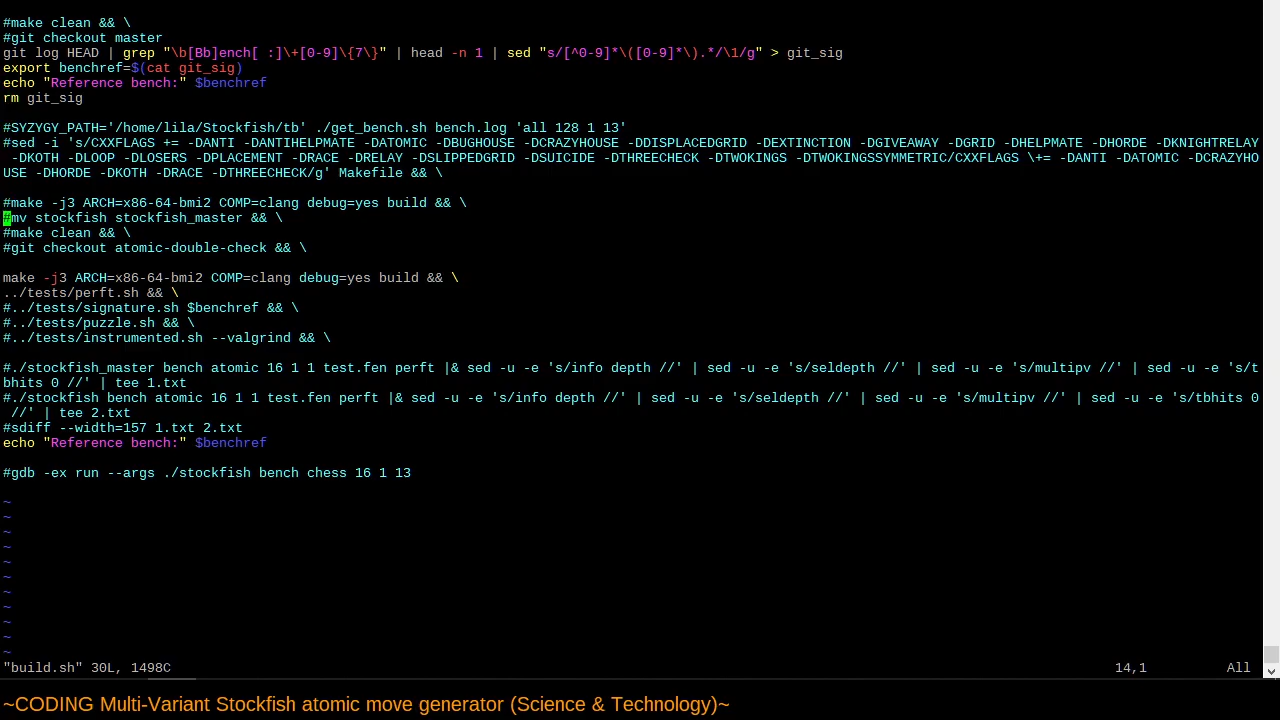 #make clean && \
#git checkout master
git log HEAD | grep "\b[Bb]ench[ :]\+[0-9]\{7\}" | head -n 1 | sed "s/[^0-9]*\([0-9]*\).*/\1/g" > git_sig
export benchref=$(cat git_sig)
echo "Reference bench:" $benchref
rm git_sig
#SYZYGY_PATH='/home/lila/Stockfish/tb' ./get_bench.sh bench.log 'all 128 1 13'
#sed -i 's/CXXFLAGS += -DANTI -DANTIHELPMATE -DATOMIC -DBUGHOUSE -DCRAZYHOUSE -DDISPLACEDGRID -DEXTINCTION -DGIVEAWAY -DGRID -DHELPMATE -DHORDE -DKNIGHTRELAY
-DKOTH -DLOOP -DLOSERS -DPLACEMENT -DRACE -DRELAY -DSLIPPEDGRID -DSUICIDE -DTHREECHECK -DTWOKINGS -DTWOKINGSSYMMETRIC/CXXFLAGS \+= -DANTI -DATOMIC -DCRAZYHO
USE -DHORDE -DKOTH -DRACE -DTHREECHECK/g' Makefile && \
#make -j3 ARCH=x86-64-bmi2 COMP=clang debug=yes build && \
#mv stockfish stockfish_master && \
#make clean && \
#git checkout atomic-double-check && \
make -j3 ARCH=x86-64-bmi2 COMP=clang debug=yes build && \
../tests/perft.sh && \
#../tests/signature.sh $benchref && \
#../tests/puzzle.sh && \
#../tests/instrumented.sh --valgrind && \
#./stockfish_master bench atomic 16 1 1 test.fen perft |& sed -u -e 's/info depth //' | sed -u -e 's/seldepth //' | sed -u -e 's/multipv //' | sed -u -e 's/t
bhits 0 //' | tee 1.txt
#./stockfish bench atomic 16 1 1 test.fen perft |& sed -u -e 's/info depth //' | sed -u -e 's/seldepth //' | sed -u -e 's/multipv //' | sed -u -e 's/tbhits 0
//' | tee 2.txt
#sdiff --width=157 1.txt 2.txt
echo "Reference bench:" $benchref
#gdb -ex run --args ./stockfish bench chess 16 1 13
~
~
~
~
~
~
~
~
~
~
~
"build.sh" 30L, 1498C 14,1 All
~CODING Multi-Variant Stockfish atomic move generator (Science & Technology)~